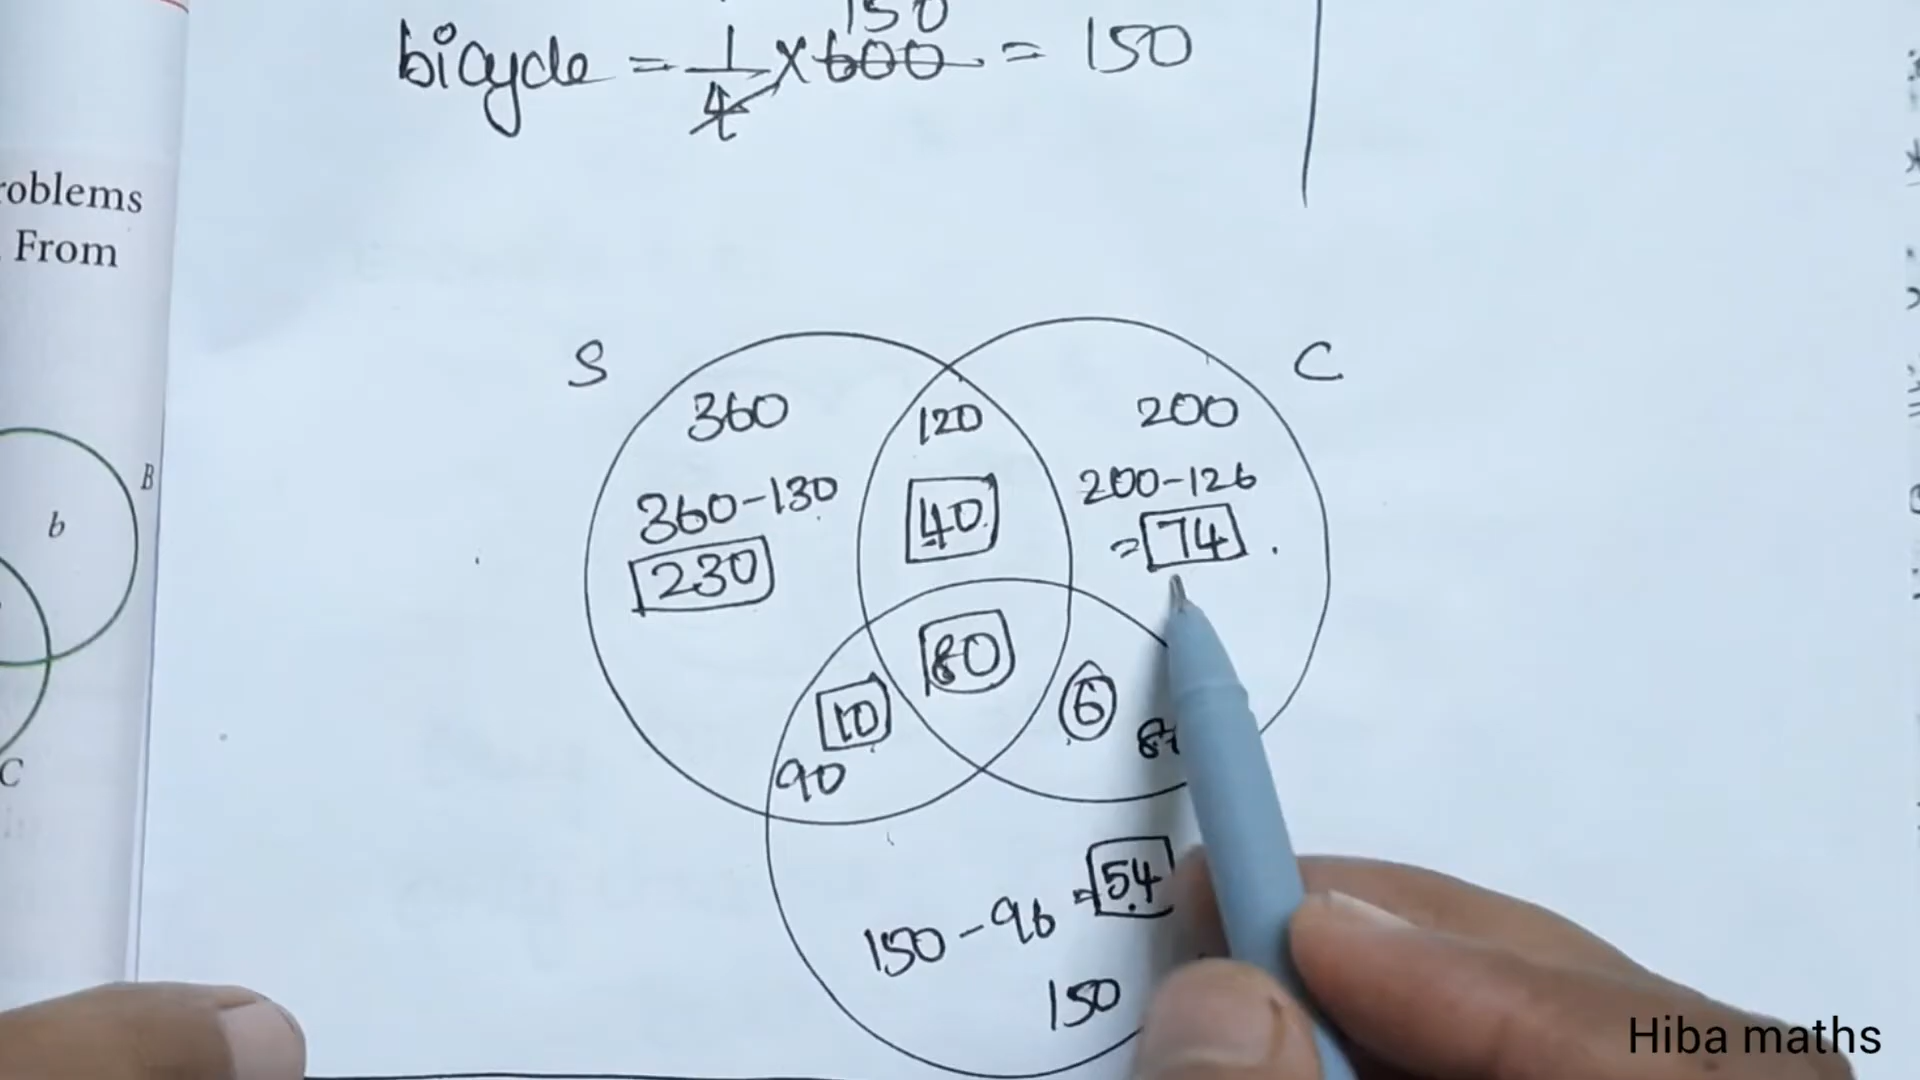 150
bicycle = 1/4 × 600 = 150
roblems
From
B
b
C
S
C
360
120
200
360-130
40
200-126
230
= 74
80
10
6
90
150 - 96 = 54
150
Hiba maths